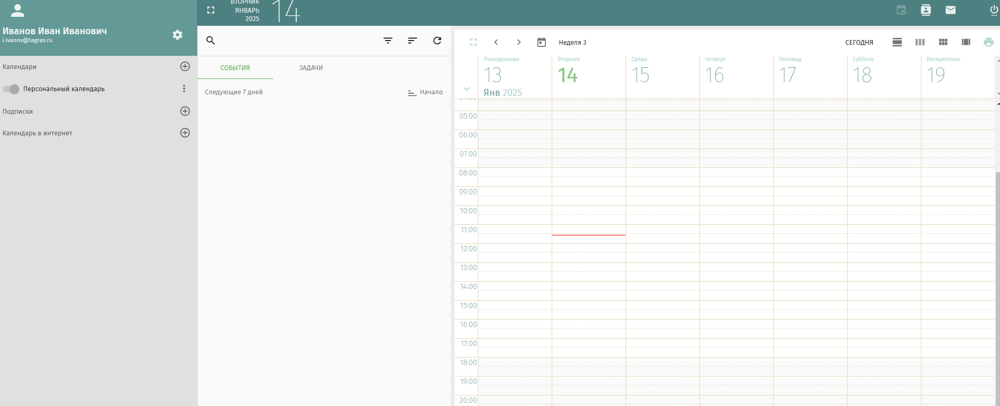 Иванов Иван Иванович
i.ivanov@tagras.ru
Календари
Персональный календарь
Подписки
Календарь в интернет
ВТОРНИК
ЯНВАРЬ
2025
14
СОБЫТИЯ ЗАДАЧИ
Следующие 7 дней Начало
Неделя 3 СЕГОДНЯ
Понедельник Вторник Среда Четверг Пятница Суббота Воскресенье
13 14 15 16 17 18 19
Янв 2025
05:00
06:00
07:00
08:00
09:00
10:00
11:00
12:00
13:00
14:00
15:00
16:00
17:00
18:00
19:00
20:00